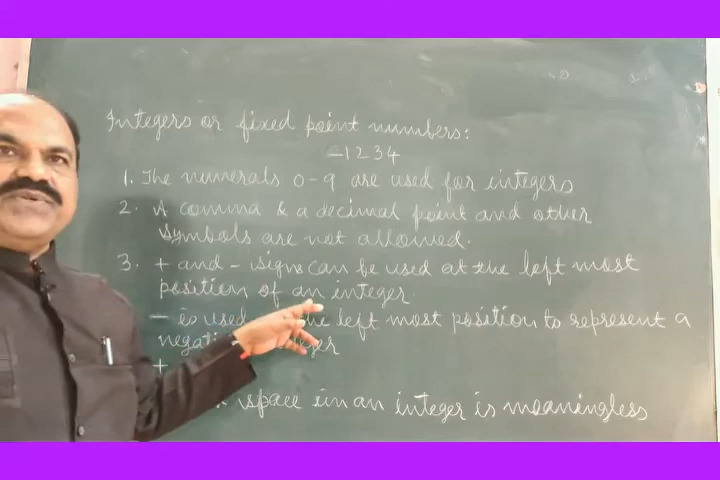 Integers or fixed point numbers:
-1234
1. The numerals 0-9 are used for integers
2. A comma & a decimal point and other
symbols are not allowed.
3. + and - signs can be used at the left most
position of an integer.
- is used left most position to represent a
+
space in an integer is meaningless